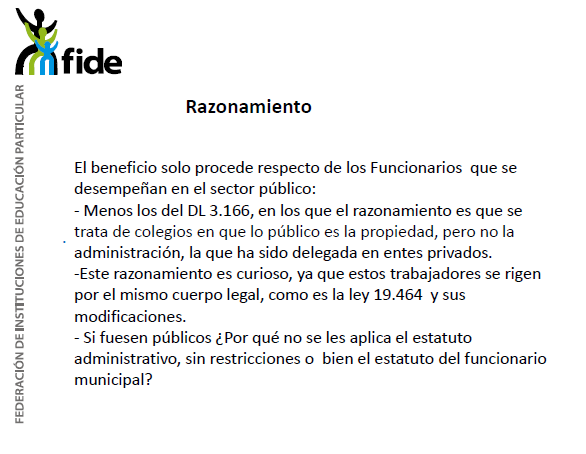 fide
FEDERACIÓN DE INSTITUCIONES DE EDUCACIÓN PARTICULAR
Razonamiento
El beneficio solo procede respecto de los Funcionarios que se
desempeñan en el sector público:
- Menos los del DL 3.166, en los que el razonamiento es que se
trata de colegios en que lo público es la propiedad, pero no la
administración, la que ha sido delegada en entes privados.
-Este razonamiento es curioso, ya que estos trabajadores se rigen
por el mismo cuerpo legal, como es la ley 19.464 y sus
modificaciones.
- Si fuesen públicos ¿Por qué no se les aplica el estatuto
administrativo, sin restricciones o bien el estatuto del funcionario
municipal?